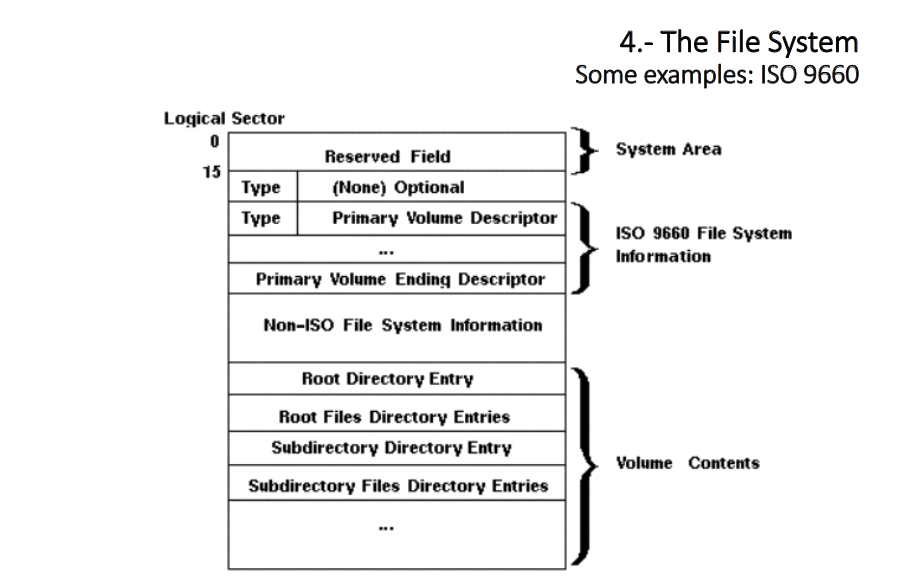 4.- The File System
Some examples: ISO 9660
Logical Sector
0
Reserved Field
System Area
15
Type (None) Optional
Type Primary Volume Descriptor
ISO 9660 File System
Information
...
Primary Volume Ending Descriptor
Non-ISO File System Information
Root Directory Entry
Root Files Directory Entries
Subdirectory Directory Entry
Volume Contents
Subdirectory Files Directory Entries
...